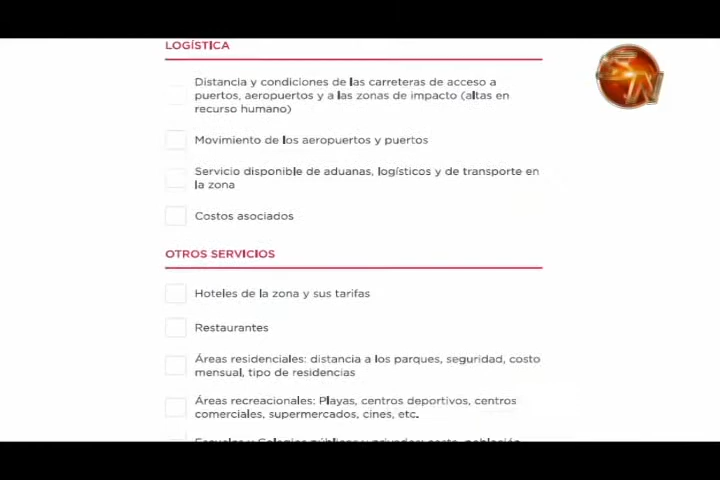 LOGÍSTICA
Distancia y condiciones de las carreteras de acceso a
puertos, aeropuertos y a las zonas de impacto (altas en
recurso humano)
Movimiento de los aeropuertos y puertos
Servicio disponible de aduanas, logísticos y de transporte en
la zona
Costos asociados
OTROS SERVICIOS
Hoteles de la zona y sus tarifas
Restaurantes
Áreas residenciales: distancia a los parques, seguridad, costo
mensual, tipo de residencias
Áreas recreacionales: Playas, centros deportivos, centros
comerciales, supermercados, cines, etc.